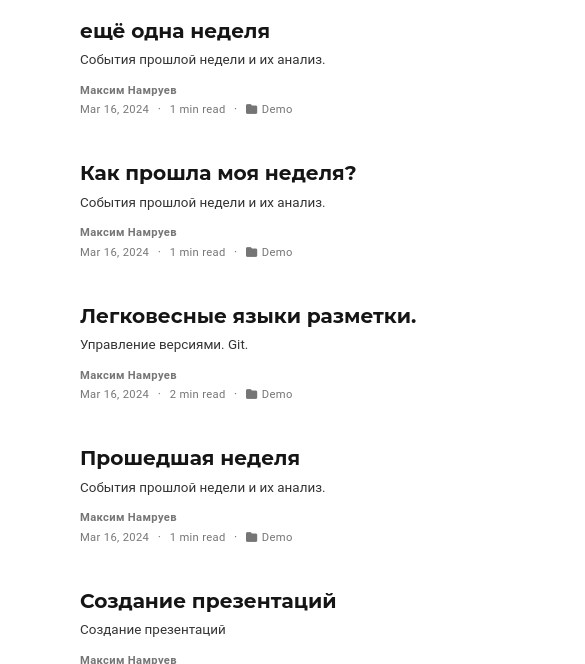 ещё одна неделя
События прошлой недели и их анализ.
Максим Намруев
Mar 16, 2024 · 1 min read · Demo
Как прошла моя неделя?
События прошлой недели и их анализ.
Максим Намруев
Mar 16, 2024 · 1 min read · Demo
Легковесные языки разметки.
Управление версиями. Git.
Максим Намруев
Mar 16, 2024 · 2 min read · Demo
Прошедшая неделя
События прошлой недели и их анализ.
Максим Намруев
Mar 16, 2024 · 1 min read · Demo
Создание презентаций
Создание презентаций
Максим Намруев